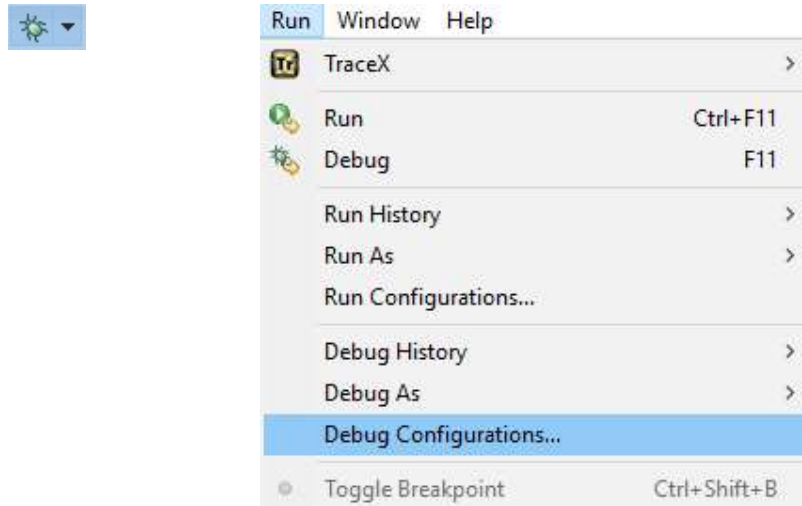 Run Window Help
Tr TraceX
Run Ctrl+F11
Debug F11
Run History
Run As
Run Configurations...
Debug History
Debug As
Debug Configurations...
Toggle Breakpoint Ctrl+Shift+B